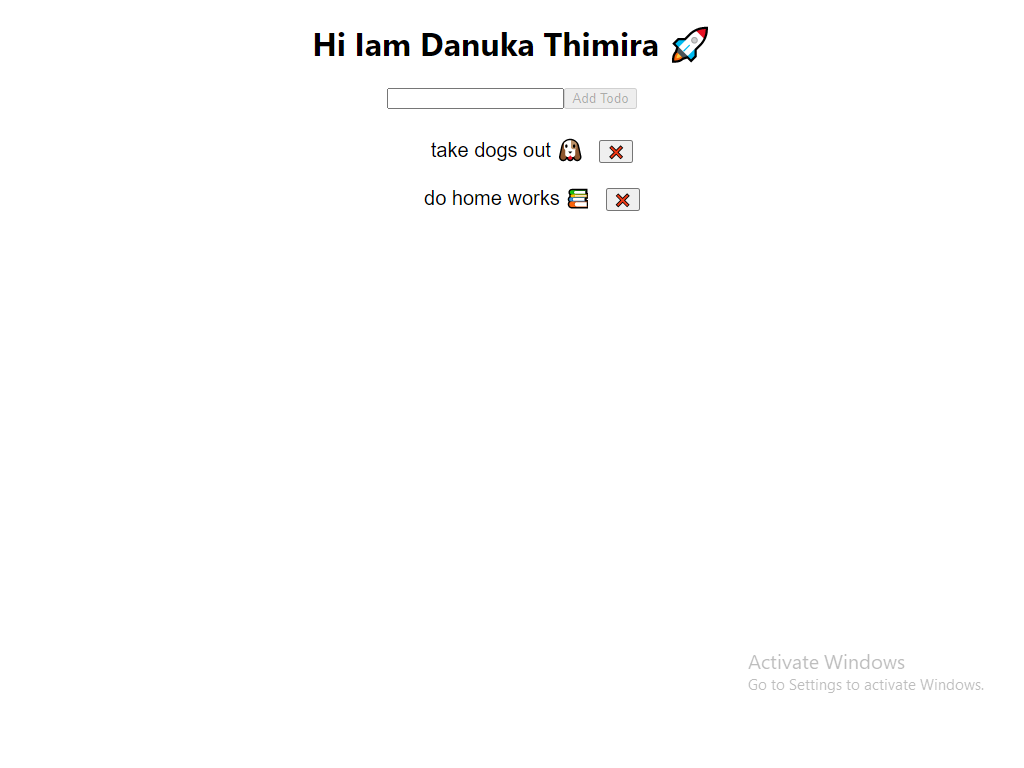 Hi Iam Danuka Thimira 🚀
Add Todo
take dogs out 🐶 ❌
do home works 📚 ❌
Activate Windows
Go to Settings to activate Windows.